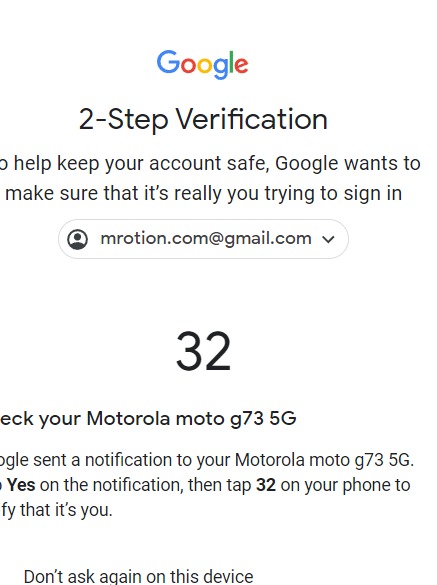 Google
2-Step Verification
o help keep your account safe, Google wants to
make sure that it's really you trying to sign in
mrotion.com@gmail.com
32
eck your Motorola moto g73 5G
ogle sent a notification to your Motorola moto g73 5G.
Yes on the notification, then tap 32 on your phone to
fy that it's you.
Don't ask again on this device